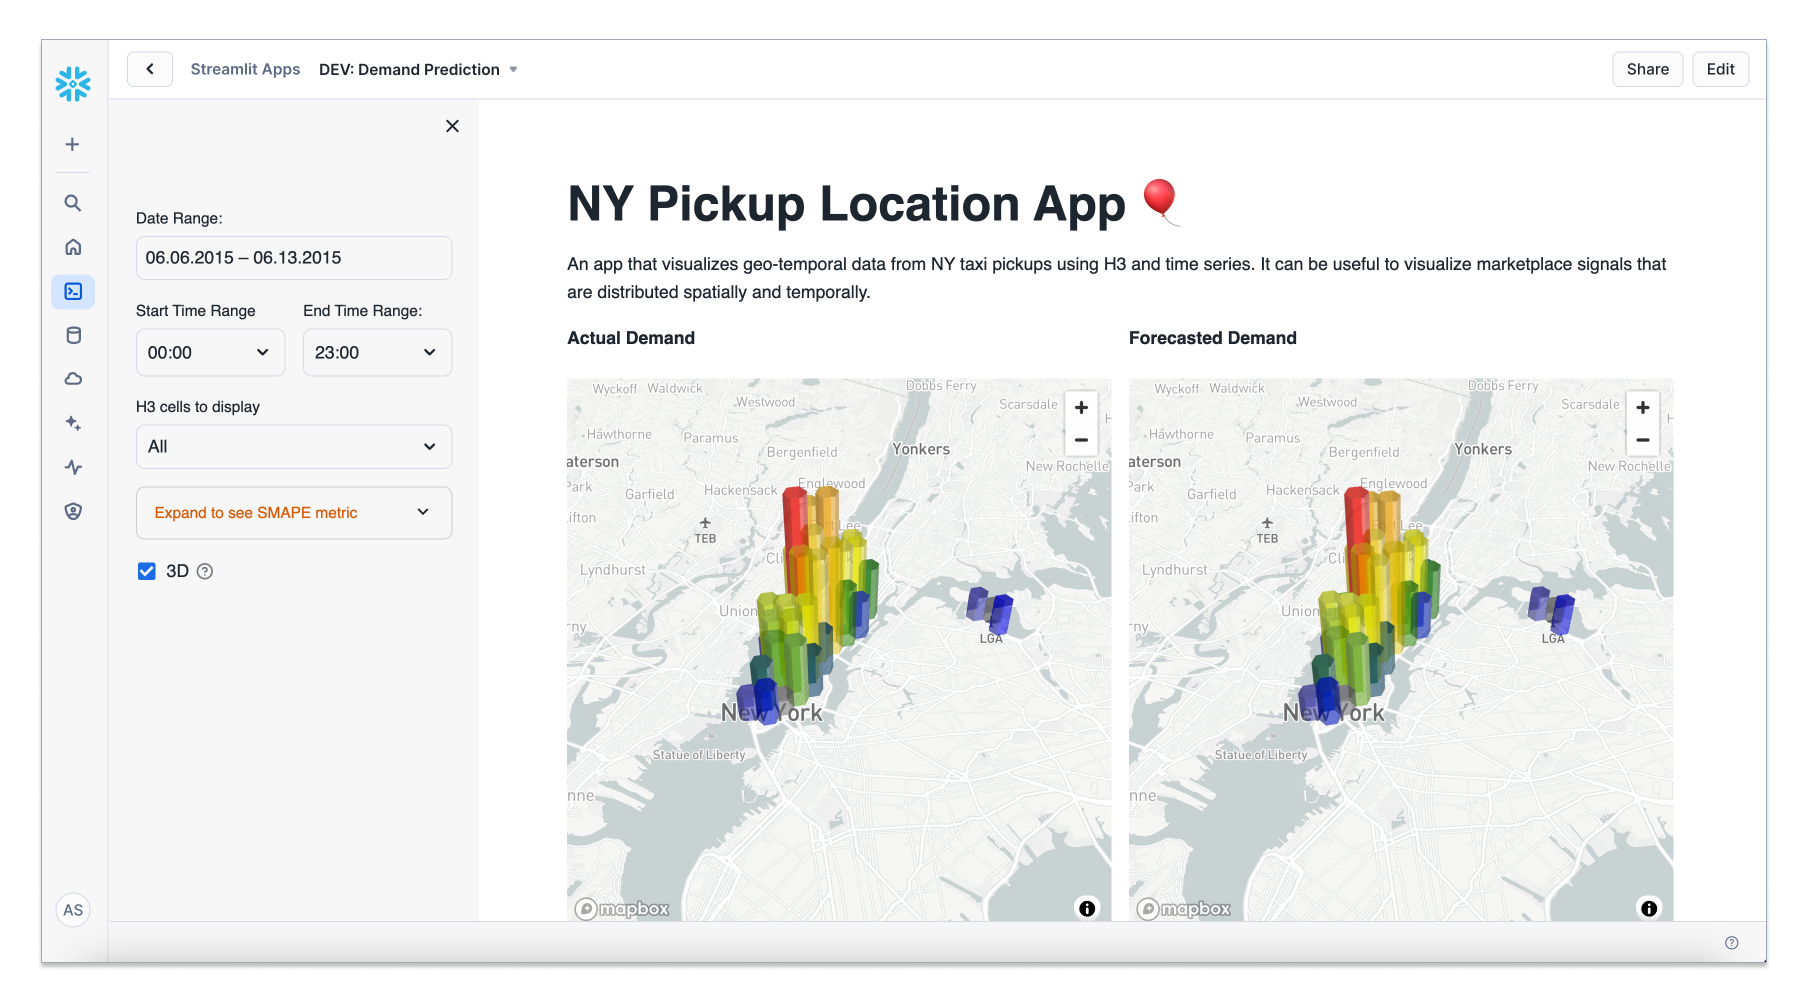 Streamlit Apps DEV: Demand Prediction
Share Edit
Date Range:
06.06.2015 – 06.13.2015
Start Time Range End Time Range:
00:00 23:00
H3 cells to display
All
Expand to see SMAPE metric
3D
AS
NY Pickup Location App
An app that visualizes geo-temporal data from NY taxi pickups using H3 and time series. It can be useful to visualize marketplace signals that
are distributed spatially and temporally.
Actual Demand
Wyckoff Waldwick Dobbs Ferry
Westwood Scarsdale H
Hawthorne Paramus
Bergenfield Yonkers
aterson New Rochelle
Park Garfield Hackensack Englewood
ifton
TEB
Lyndhurst
Union
rny
LGA
New York
Statue of Liberty
nne
mapbox
Forecasted Demand
Wyckoff Waldwick Dobbs Ferry
Westwood Scarsdale H
Hawthorne Paramus
Bergenfield Yonkers
aterson New Rochelle
Park Garfield Hackensack Englewood
ifton
TEB
Lyndhurst
Union
rny
LGA
New York
Statue of Liberty
nne
mapbox